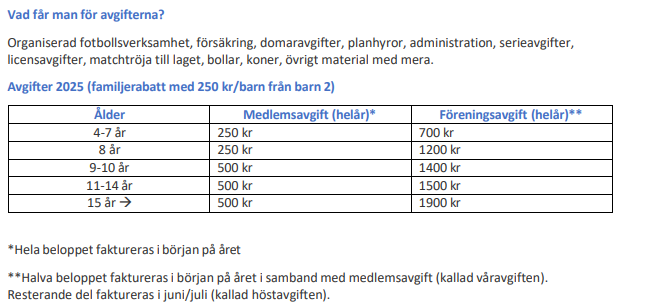 Vad får man för avgifterna?
Organiserad fotbollsverksamhet, försäkring, domaravgifter, planhyror, administration, serieavgifter,
licensavgifter, matchtröja till laget, bollar, koner, övrigt material med mera.
Avgifter 2025 (familjerabatt med 250 kr/barn från barn 2)
Ålder Medlemsavgift (helår)* Föreningsavgift (helår)**
4-7 år 250 kr 700 kr
8 år 250 kr 1200 kr
9-10 år 500 kr 1400 kr
11-14 år 500 kr 1500 kr
15 år → 500 kr 1900 kr
*Hela beloppet faktureras i början på året
**Halva beloppet faktureras i början på året i samband med medlemsavgift (kallad våravgiften).
Resterande del faktureras i juni/juli (kallad höstavgiften).